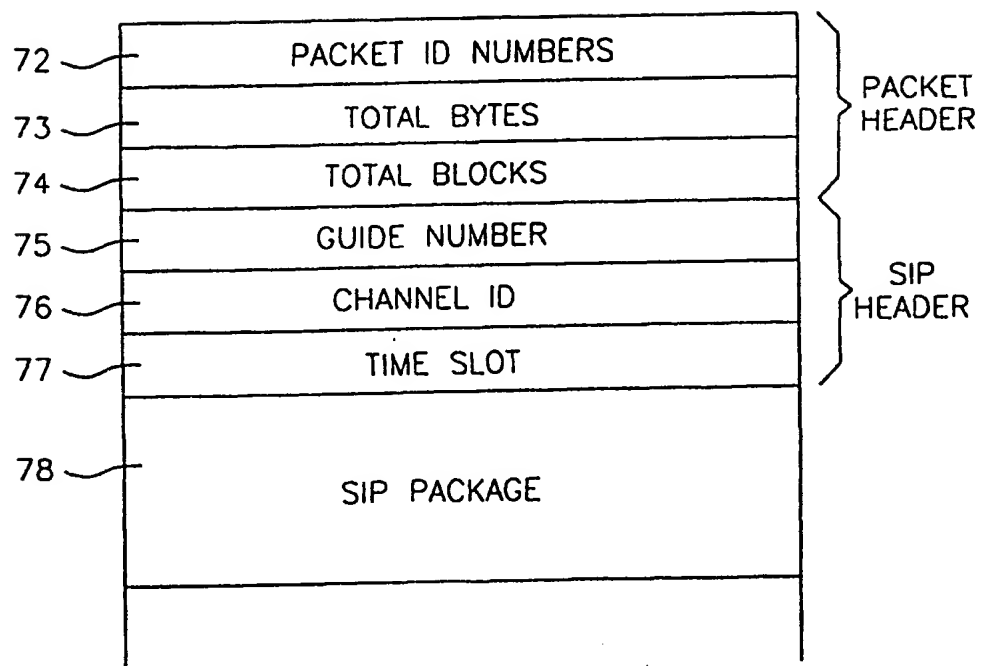 72 PACKET ID NUMBERS
73 TOTAL BYTES
74 TOTAL BLOCKS
PACKET
HEADER
75 GUIDE NUMBER
76 CHANNEL ID
77 TIME SLOT
SIP
HEADER
78 SIP PACKAGE